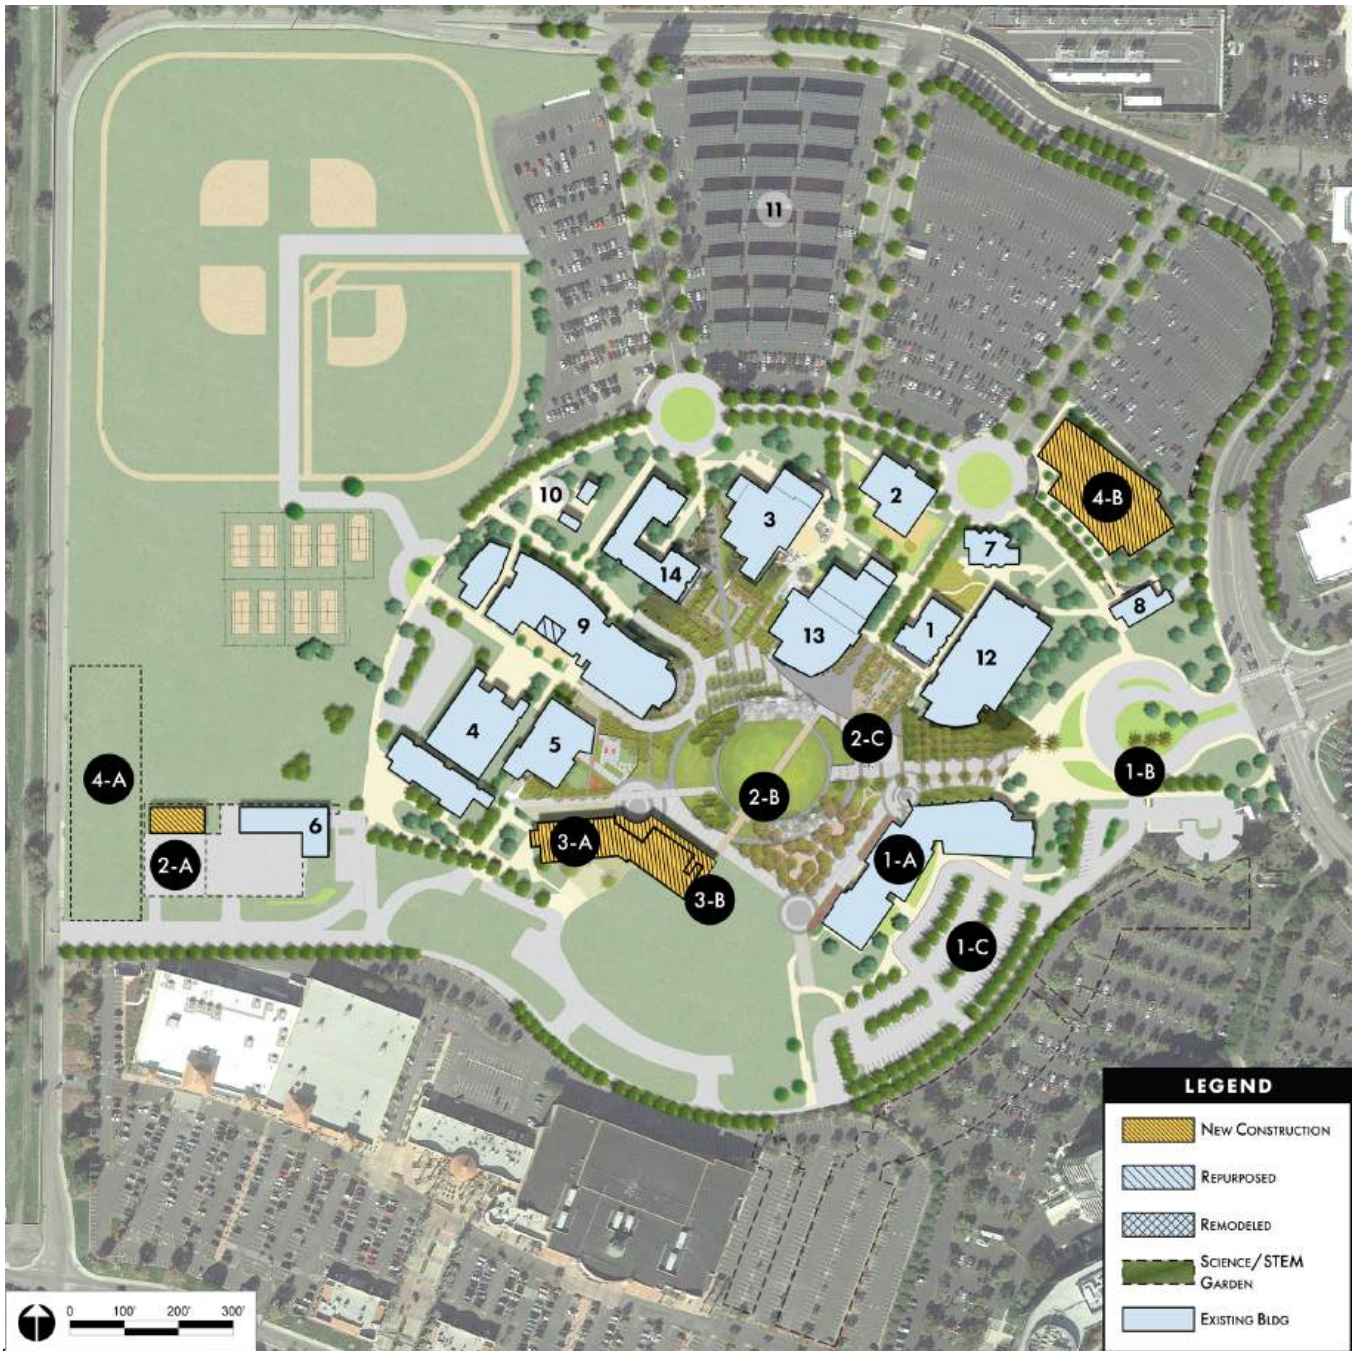 11
2
4-B
10
3
7
14
8
9
1
13
12
4
5
2-C
1-B
4-A
2-B
6
3-A
1-A
2-A
3-B
1-C
LEGEND
NEW CONSTRUCTION
REPURPOSED
REMODELED
SCIENCE/STEM
GARDEN
EXISTING BLDG
0 100' 200' 300'